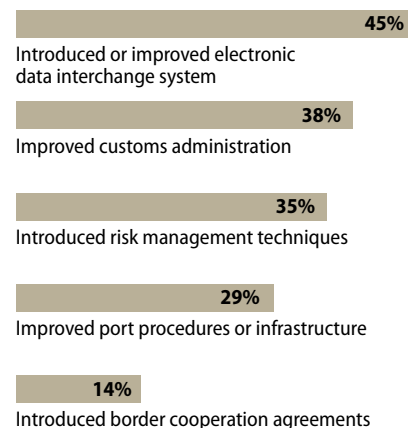 45%
Introduced or improved electronic
data interchange system
38%
Improved customs administration
35%
Introduced risk management techniques
29%
Improved port procedures or infrastructure
14%
Introduced border cooperation agreements